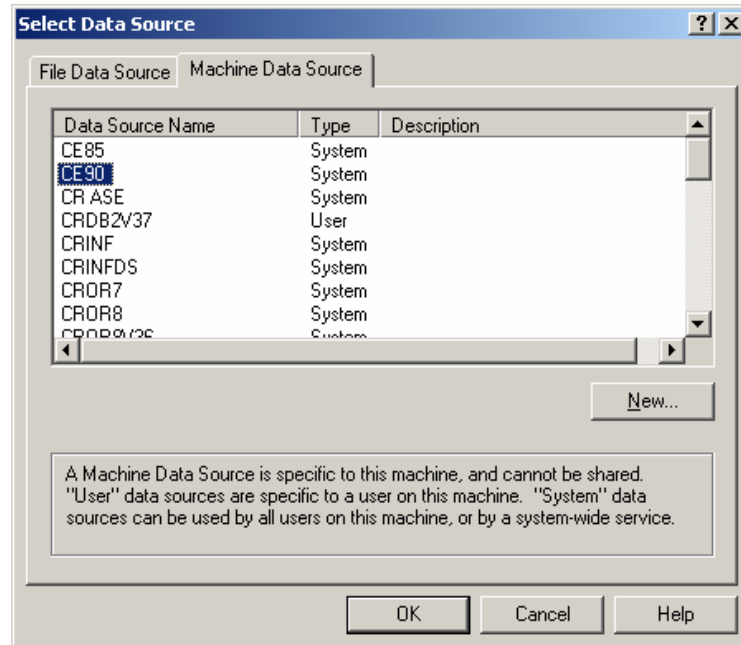 Select Data Source
File Data Source Machine Data Source
Data Source Name Type Description
CE85 System
CE90 System
CR ASE System
CRDB2V37 User
CRINF System
CRINFDS System
CROR7 System
CROR8 System
New...
A Machine Data Source is specific to this machine, and cannot be shared.
"User" data sources are specific to a user on this machine. "System" data
sources can be used by all users on this machine, or by a system-wide service.
OK Cancel Help